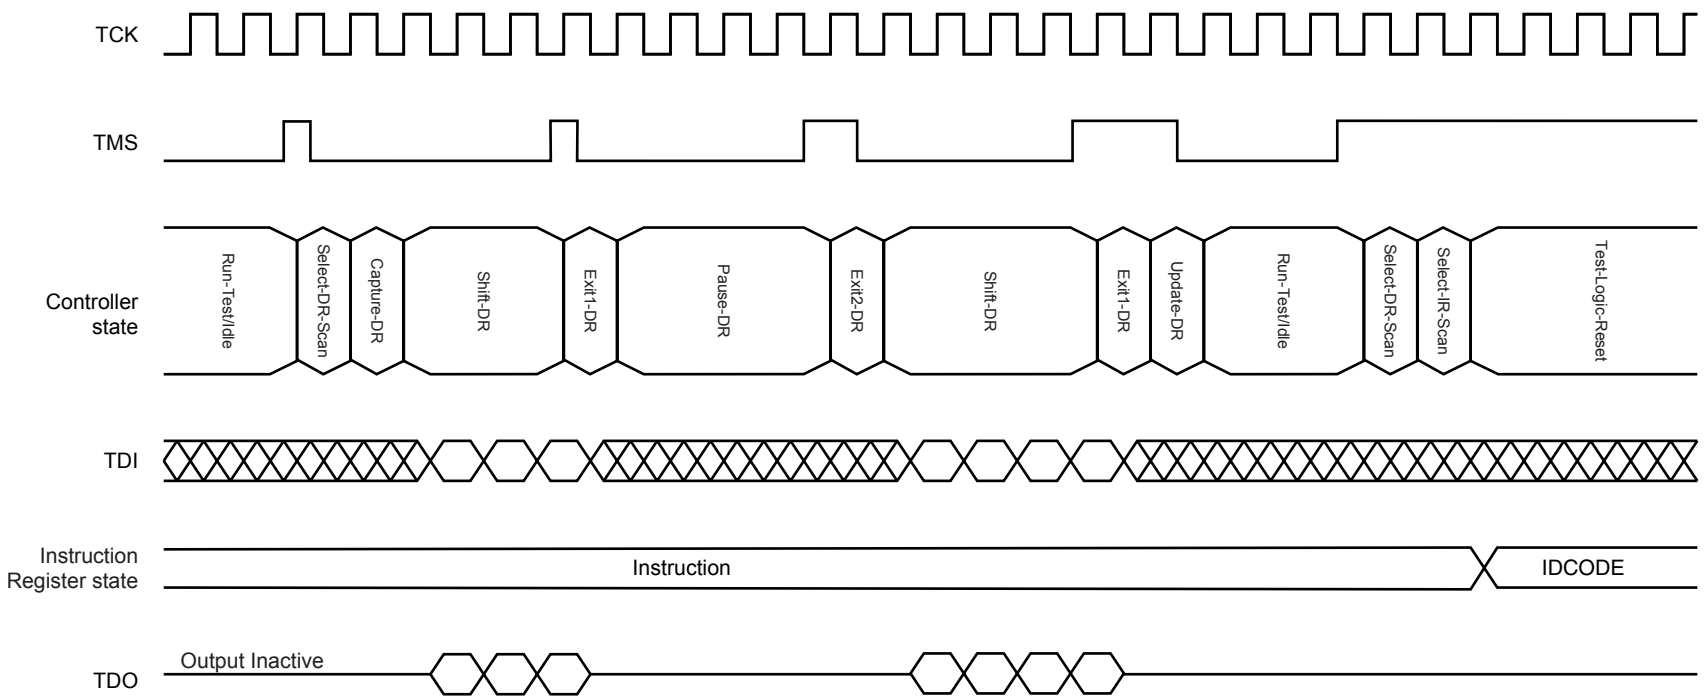 TCK
TMS
Controller
state
Run-Test/Idle
Select-DR-Scan
Capture-DR
Shift-DR
Exit1-DR
Pause-DR
Exit2-DR
Shift-DR
Exit1-DR
Update-DR
Run-Test/Idle
Select-DR-Scan
Select-IR-Scan
Test-Logic-Reset
TDI
Instruction
Register state
Instruction
IDCODE
TDO
Output Inactive